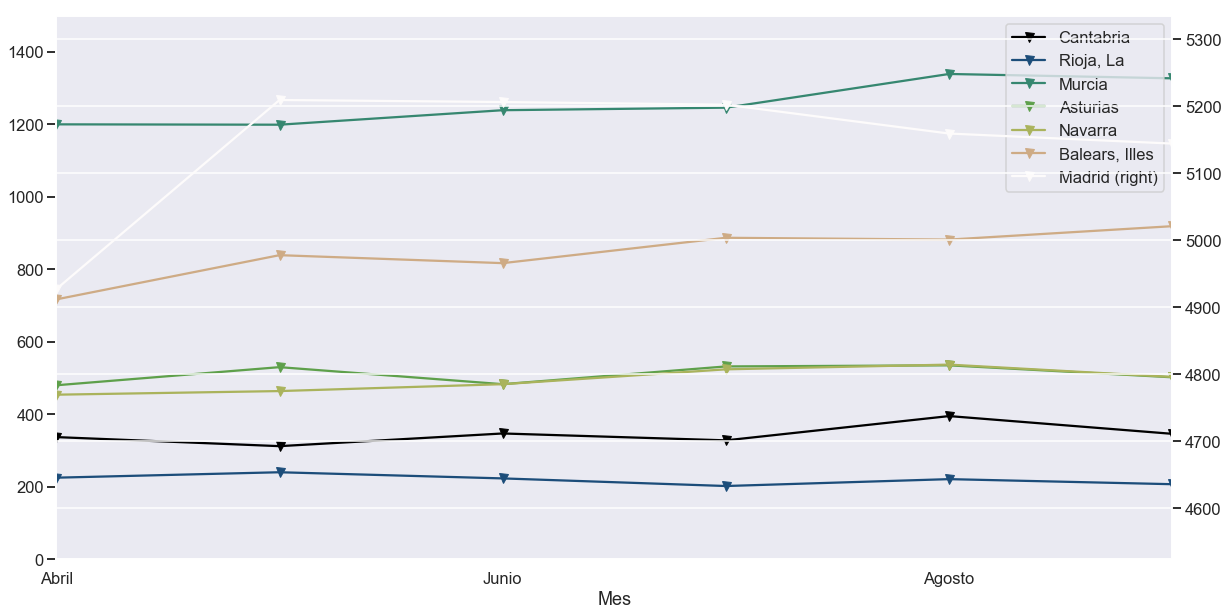 1400
1200
1000
800
600
400
200
0
Cantabria
Rioja, La
Murcia
Asturias
Navarra
Balears, Illes
Madrid (right)
5300
5200
5100
5000
4900
4800
4700
4600
Abril
Junio
Agosto
Mes